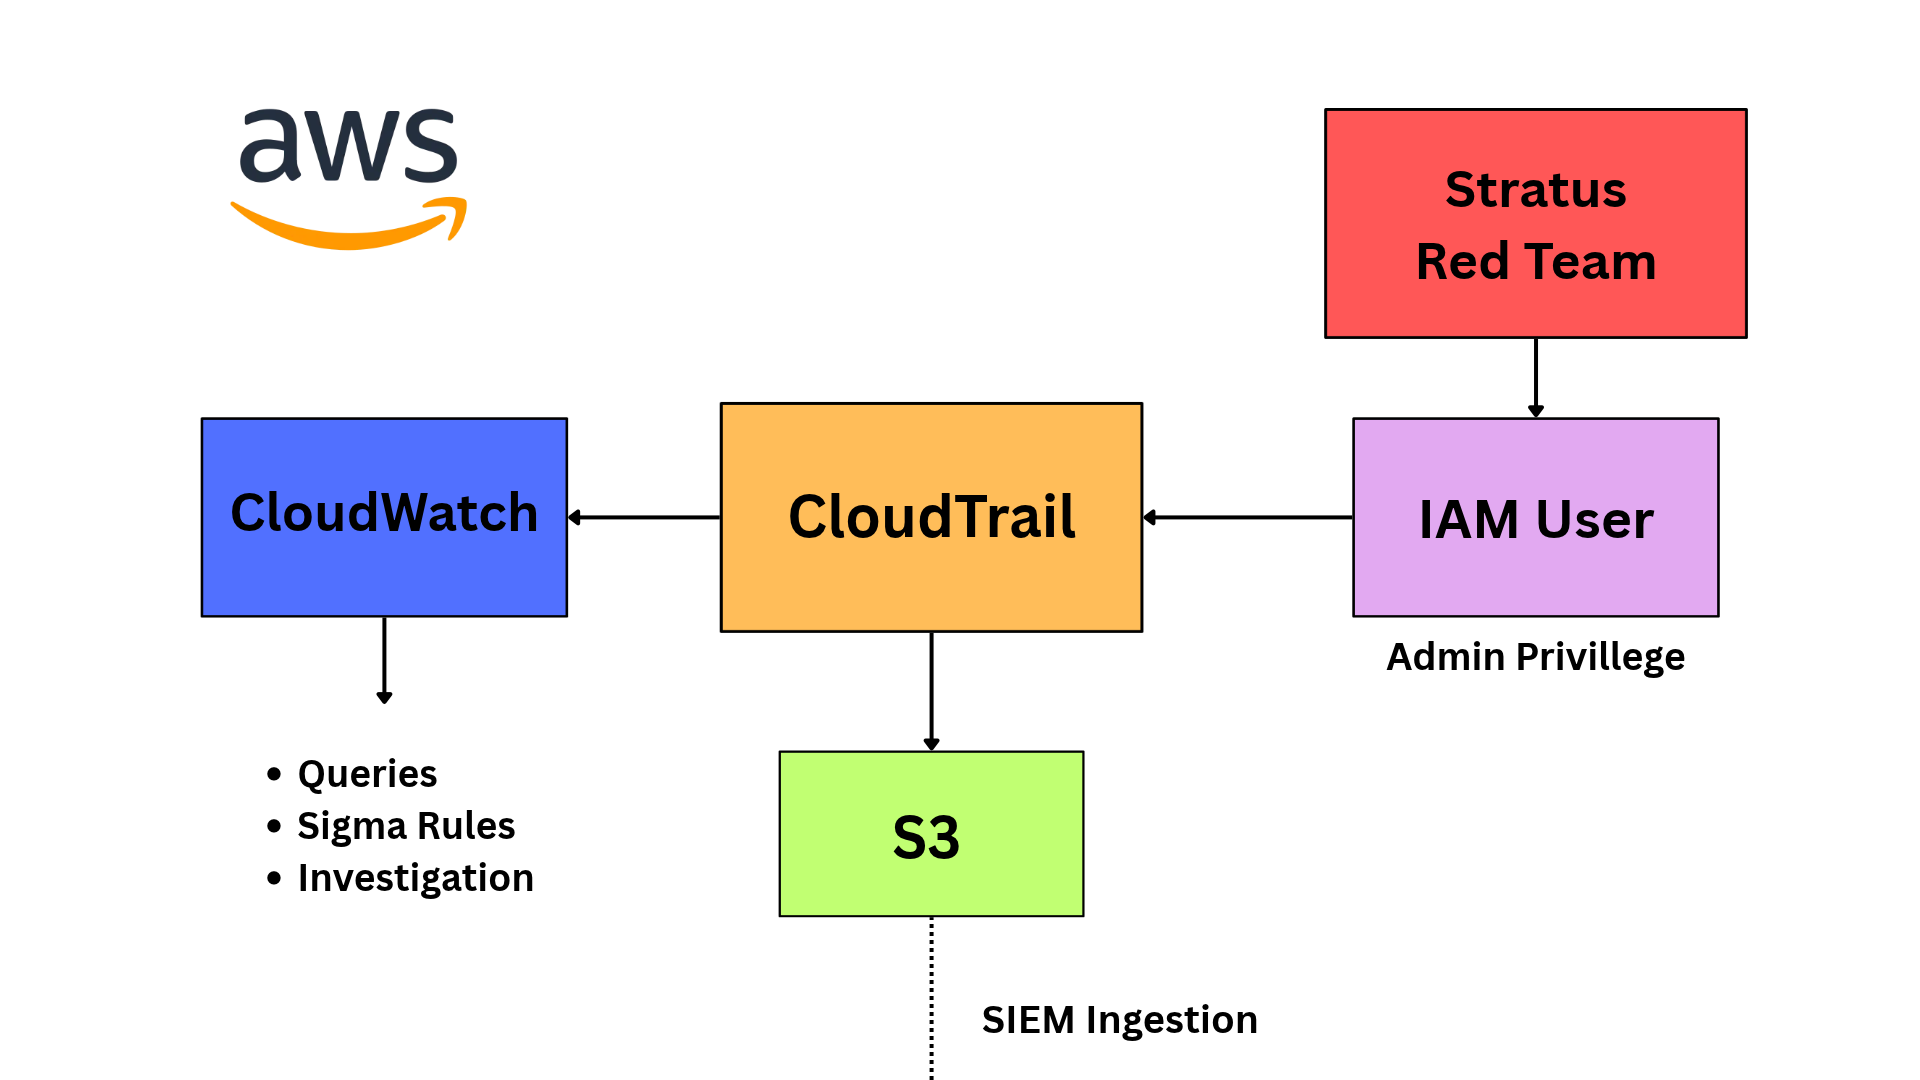 aws
Stratus
Red Team
CloudWatch
CloudTrail
IAM User
Admin Privillege
• Queries
• Sigma Rules
• Investigation
S3
SIEM Ingestion